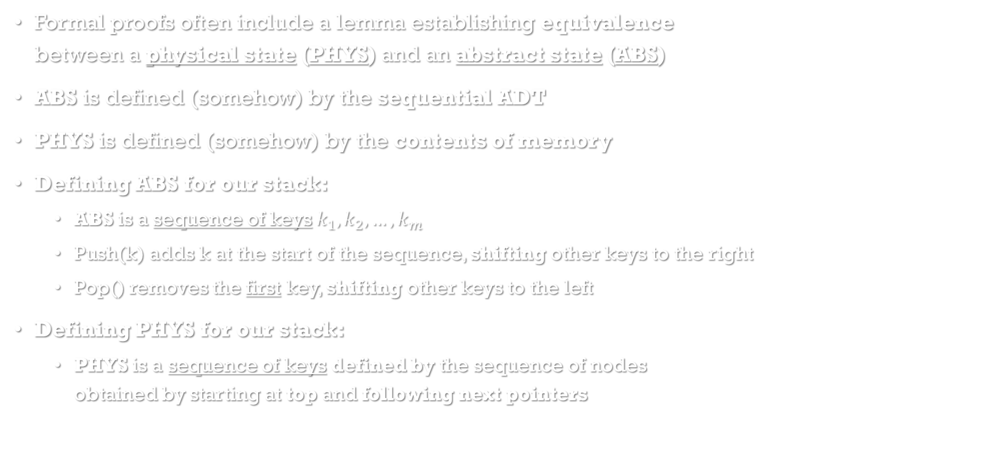 • Formal proofs often include a lemma establishing equivalence
between a physical state (PHYS) and an abstract state (ABS)
• ABS is defined (somehow) by the sequential ADT
• PHYS is defined (somehow) by the contents of memory
• Defining ABS for our stack:
• ABS is a sequence of keys k₁, k₂, ..., kₘ
• Push(k) adds k at the start of the sequence, shifting other keys to the right
• Pop() removes the first key, shifting other keys to the left
• Defining PHYS for our stack:
• PHYS is a sequence of keys defined by the sequence of nodes
obtained by starting at top and following next pointers